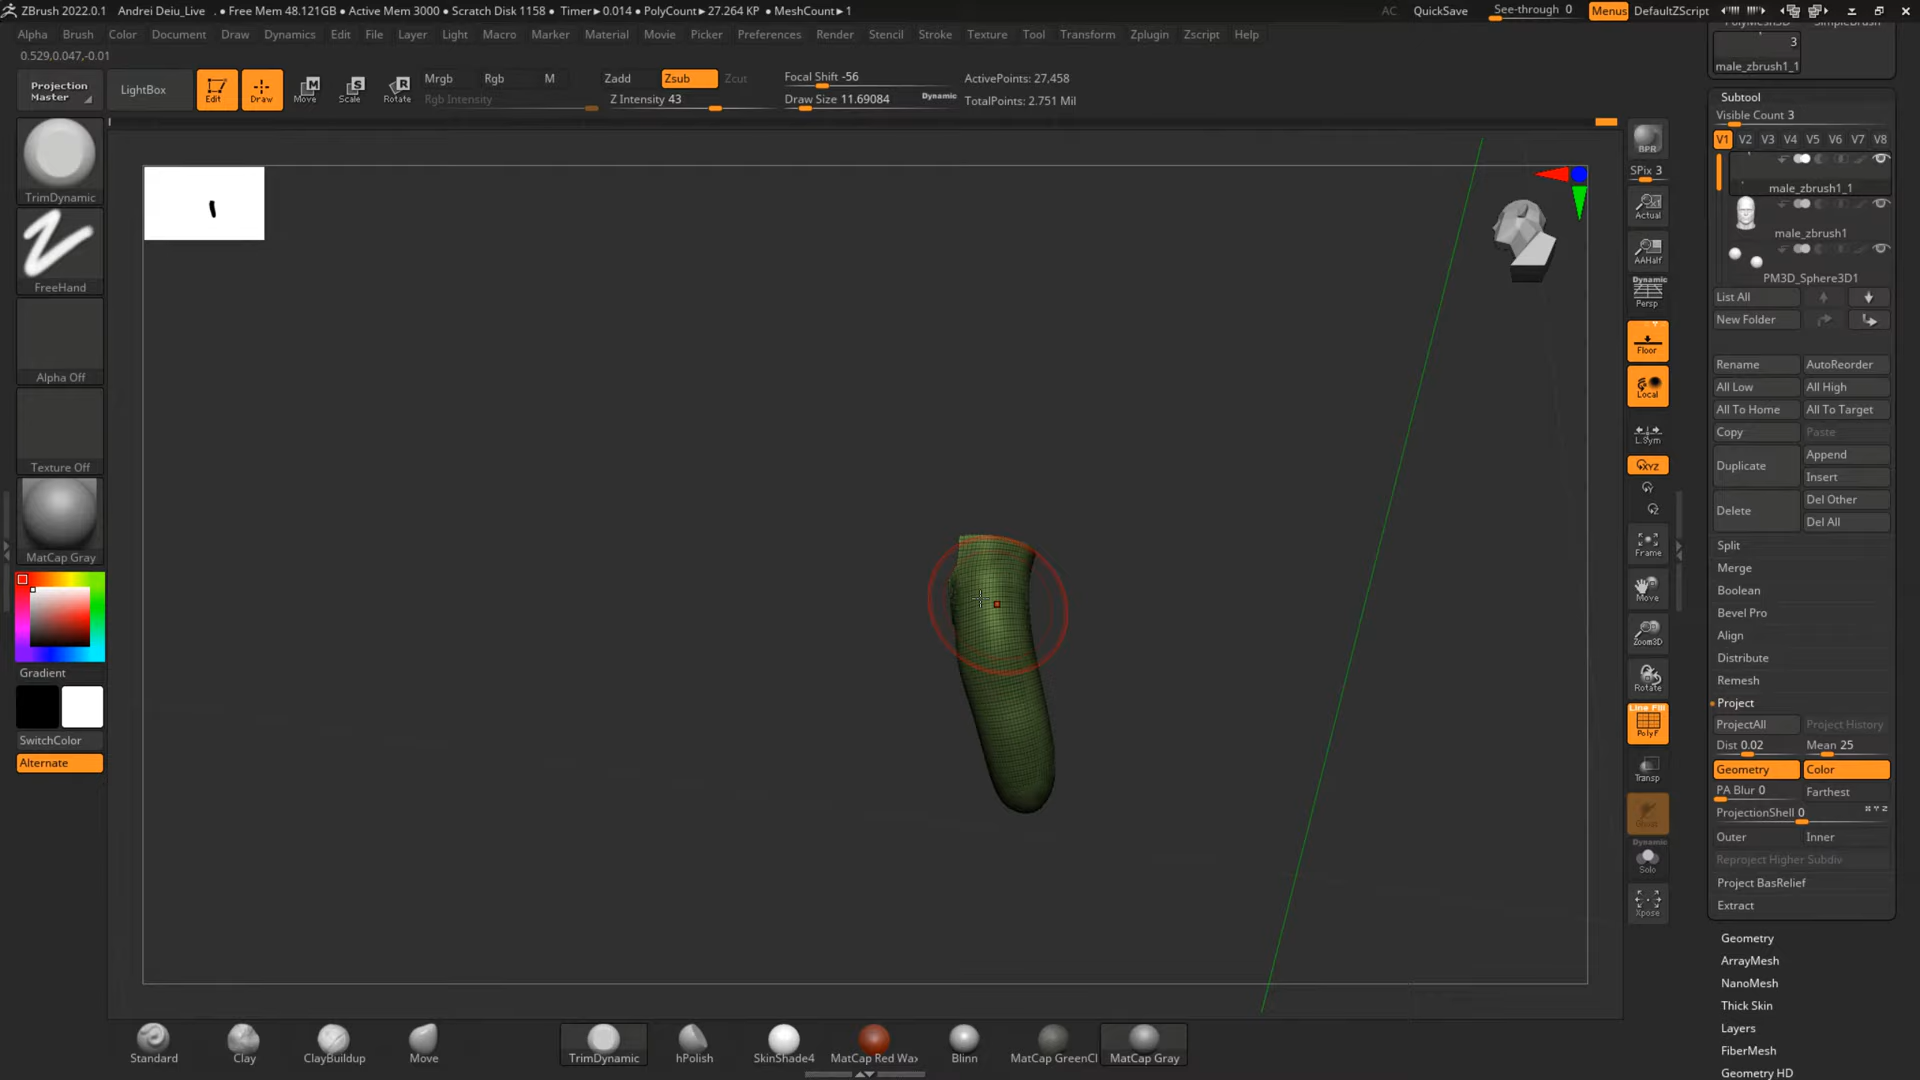 ZBrush 2022.0.1 Andrei Deiu_Live . • Free Mem 48.121GB • Active Mem 3000 • Scratch Disk 1158 • Timer▸0.014 • PolyCount▸27.264 KP • MeshCount▸1 AC QuickSave See-through 0 Menus DefaultZScript
Alpha Brush Color Document Draw Dynamics Edit File Layer Light Macro Marker Material Movie Picker Preferences Render Stencil Stroke Texture Tool Transform Zplugin Zscript Help
0.529,0.047,-0.01
Projection
Master
LightBox
Edit
Draw
Move
Scale
Rotate
Mrgb Rgb M
Rgb Intensity
Zadd Zsub Zcut
Z Intensity 43
Focal Shift -56
Draw Size 11.69084 Dynamic
ActivePoints: 27,458
TotalPoints: 2.751 Mil
TrimDynamic
FreeHand
Alpha Off
Texture Off
MatCap Gray
Gradient
SwitchColor
Alternate
BPR
SPix 3
Actual
AAHalf
Dynamic
Persp
Floor
Local
L.Sym
XYZ
Frame
Move
Zoom3D
Rotate
Line Fill
PolyF
Transp
Dynamic
Solo
Xpose
3
male_zbrush1_1
Subtool
Visible Count 3
V1 V2 V3 V4 V5 V6 V7 V8
male_zbrush1_1
male_zbrush1
PM3D_Sphere3D1
List All
New Folder
Rename AutoReorder
All Low All High
All To Home All To Target
Copy Paste
Duplicate Append
Insert
Delete Del Other
Del All
Split
Merge
Boolean
Bevel Pro
Align
Distribute
Remesh
Project
ProjectAll Project History
Dist 0.02 Mean 25
Geometry Color
PA Blur 0 Farthest
ProjectionShell 0
Outer Inner
Reproject Higher Subdiv
Project BasRelief
Extract
Geometry
ArrayMesh
NanoMesh
Thick Skin
Layers
FiberMesh
Geometry HD
Standard Clay ClayBuildup Move TrimDynamic hPolish SkinShade4 MatCap Red Wa› Blinn MatCap GreenCl MatCap Gray